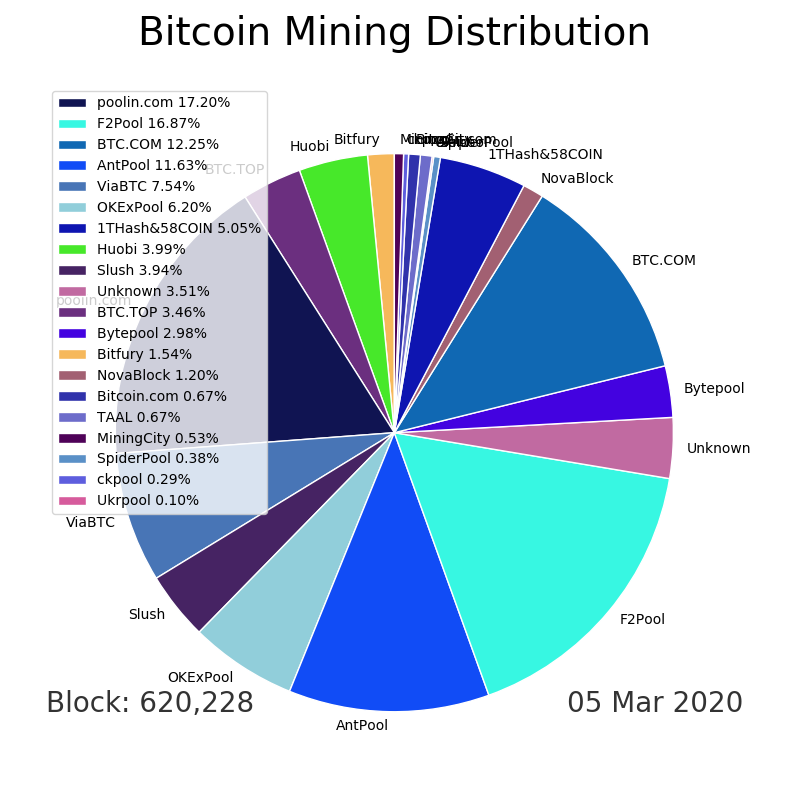 Bitcoin Mining Distribution
poolin.com 17.20%
F2Pool 16.87%
BTC.COM 12.25%
AntPool 11.63%
ViaBTC 7.54%
OKExPool 6.20%
1THash&58COIN 5.05%
Huobi 3.99%
Slush 3.94%
Unknown 3.51%
BTC.TOP 3.46%
Bytepool 2.98%
Bitfury 1.54%
NovaBlock 1.20%
Bitcoin.com 0.67%
TAAL 0.67%
MiningCity 0.53%
SpiderPool 0.38%
ckpool 0.29%
Ukrpool 0.10%
Bitfury
Huobi
BTC.TOP
poolin.com
ViaBTC
Slush
OKExPool
AntPool
F2Pool
Unknown
Bytepool
BTC.COM
NovaBlock
1THash&58COIN
Block: 620,228
05 Mar 2020